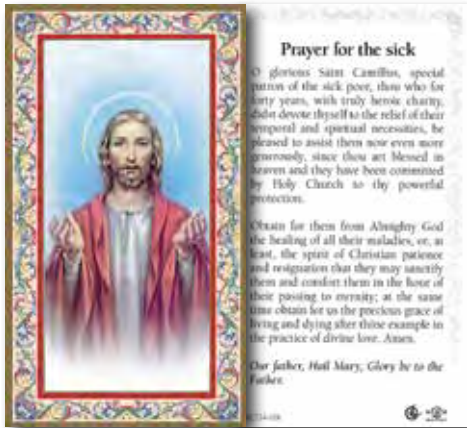 Prayer for the sick
O glorious Saint Camillus, special
patron of the sick poor, thou who for
forty years, with truly heroic charity,
didst devote thyself to the relief of their
temporal and spiritual necessities, be
pleased to assist them now even more
generously, since thou art blessed in
heaven and they have been committed
by Holy Church to thy powerful
protection.
Obtain for them from Almighty God
the healing of all their maladies, or, at
least, the spirit of Christian patience
and resignation that they may sanctify
them and comfort them in the hour of
their passing to eternity; at the same
time obtain for us the precious grace of
living and dying after thine example in
the practice of divine love. Amen.
Our father, Hail Mary, Glory be to the
Father.